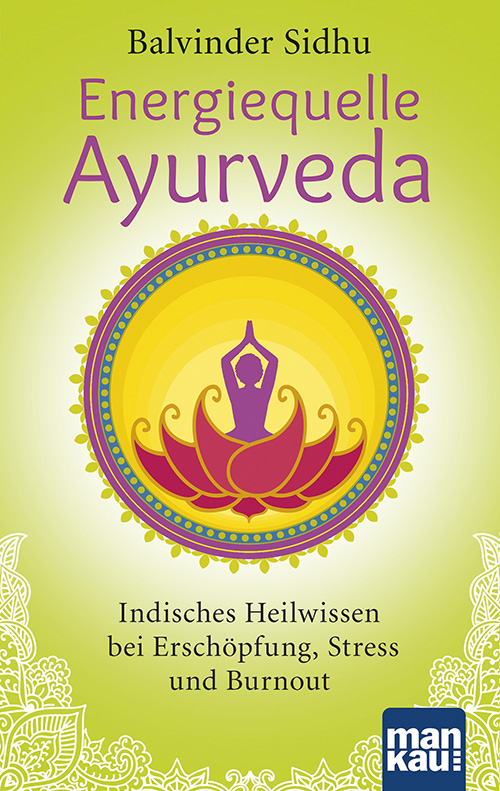 Balvinder Sidhu
Energiequelle
Ayurveda
Indisches Heilwissen
bei Erschöpfung, Stress
und Burnout
man
kau